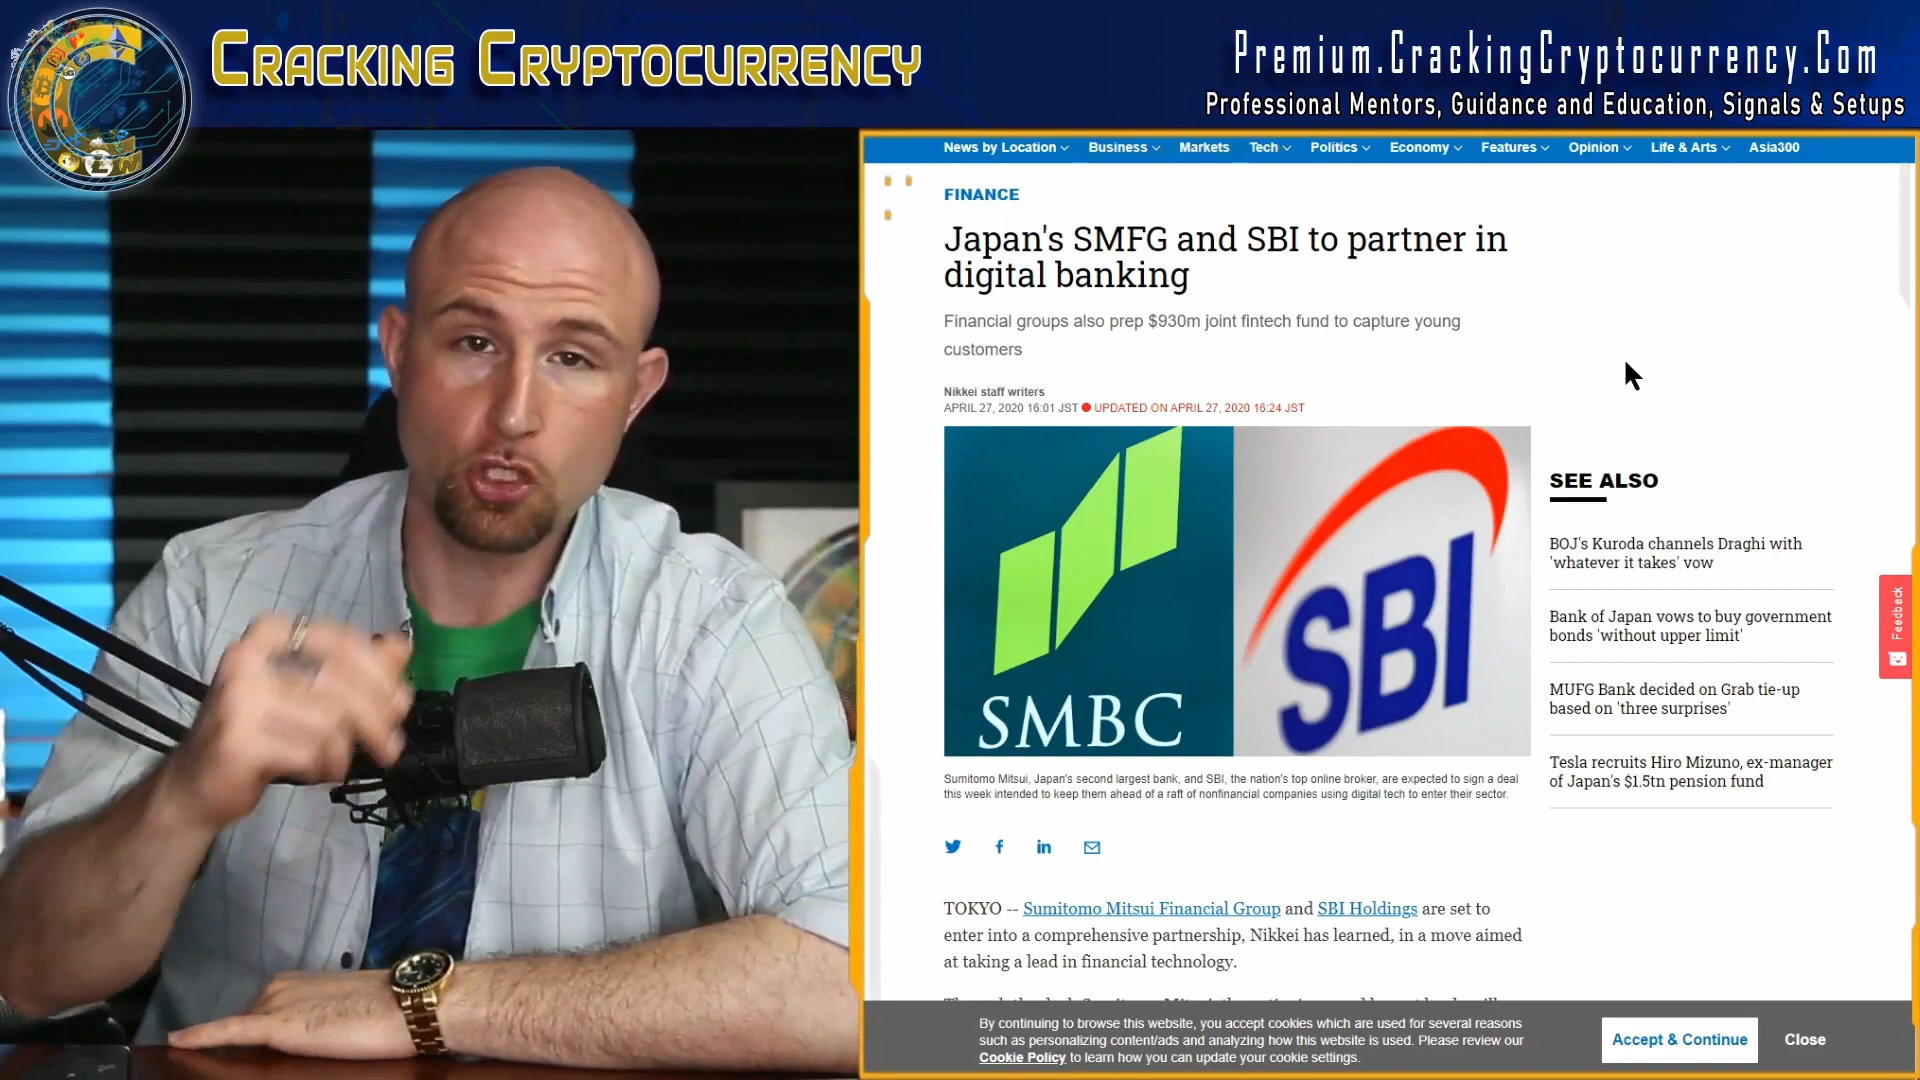 CRACKING CRYPTOCURRENCY
Premium.CrackingCryptocurrency.Com
Professional Mentors, Guidance and Education, Signals & Setups
News by Location Business Markets Tech Politics Economy Features Opinion Life & Arts Asia300
FINANCE
Japan's SMFG and SBI to partner in
digital banking
Financial groups also prep $930m joint fintech fund to capture young
customers
Nikkei staff writers
APRIL 27, 2020 16:01 JST UPDATED ON APRIL 27, 2020 16:24 JST
SMBC
SBI
Sumitomo Mitsui, Japan's second largest bank, and SBI, the nation's top online broker, are expected to sign a deal
this week intended to keep them ahead of a raft of nonfinancial companies using digital tech to enter their sector.
SEE ALSO
BOJ's Kuroda channels Draghi with
'whatever it takes' vow
Bank of Japan vows to buy government
bonds 'without upper limit'
MUFG Bank decided on Grab tie-up
based on 'three surprises'
Tesla recruits Hiro Mizuno, ex-manager
of Japan's $1.5tn pension fund
Feedback
TOKYO -- Sumitomo Mitsui Financial Group and SBI Holdings are set to
enter into a comprehensive partnership, Nikkei has learned, in a move aimed
at taking a lead in financial technology.
By continuing to browse this website, you accept cookies which are used for several reasons
such as personalizing content/ads and analyzing how this website is used. Please review our
Cookie Policy to learn how you can update your cookie settings.
Accept & Continue
Close